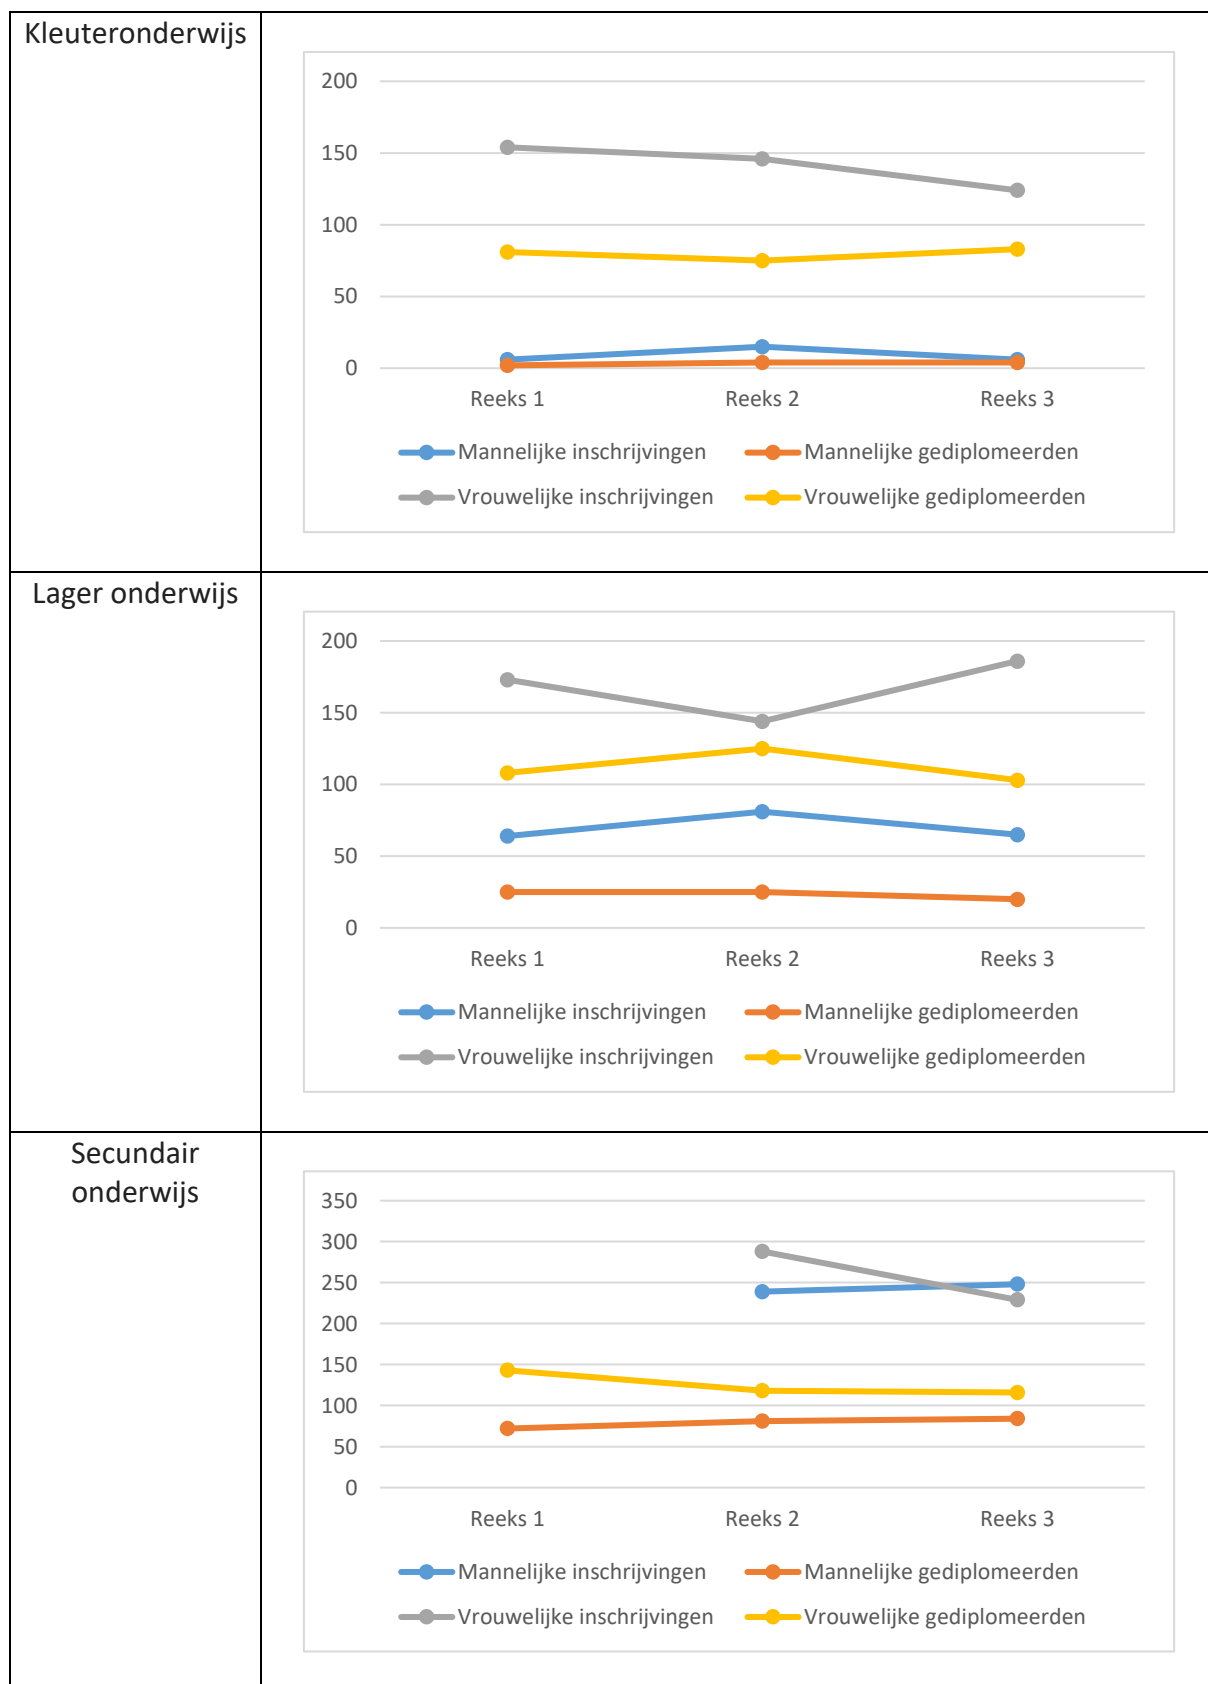 Kleuteronderwijs
200
150
100
50
0
Reeks 1 Reeks 2 Reeks 3
Mannelijke inschrijvingen Mannelijke gediplomeerden
Vrouwelijke inschrijvingen Vrouwelijke gediplomeerden
Lager onderwijs
200
150
100
50
0
Reeks 1 Reeks 2 Reeks 3
Mannelijke inschrijvingen Mannelijke gediplomeerden
Vrouwelijke inschrijvingen Vrouwelijke gediplomeerden
Secundair
onderwijs
350
300
250
200
150
100
50
0
Reeks 1 Reeks 2 Reeks 3
Mannelijke inschrijvingen Mannelijke gediplomeerden
Vrouwelijke inschrijvingen Vrouwelijke gediplomeerden